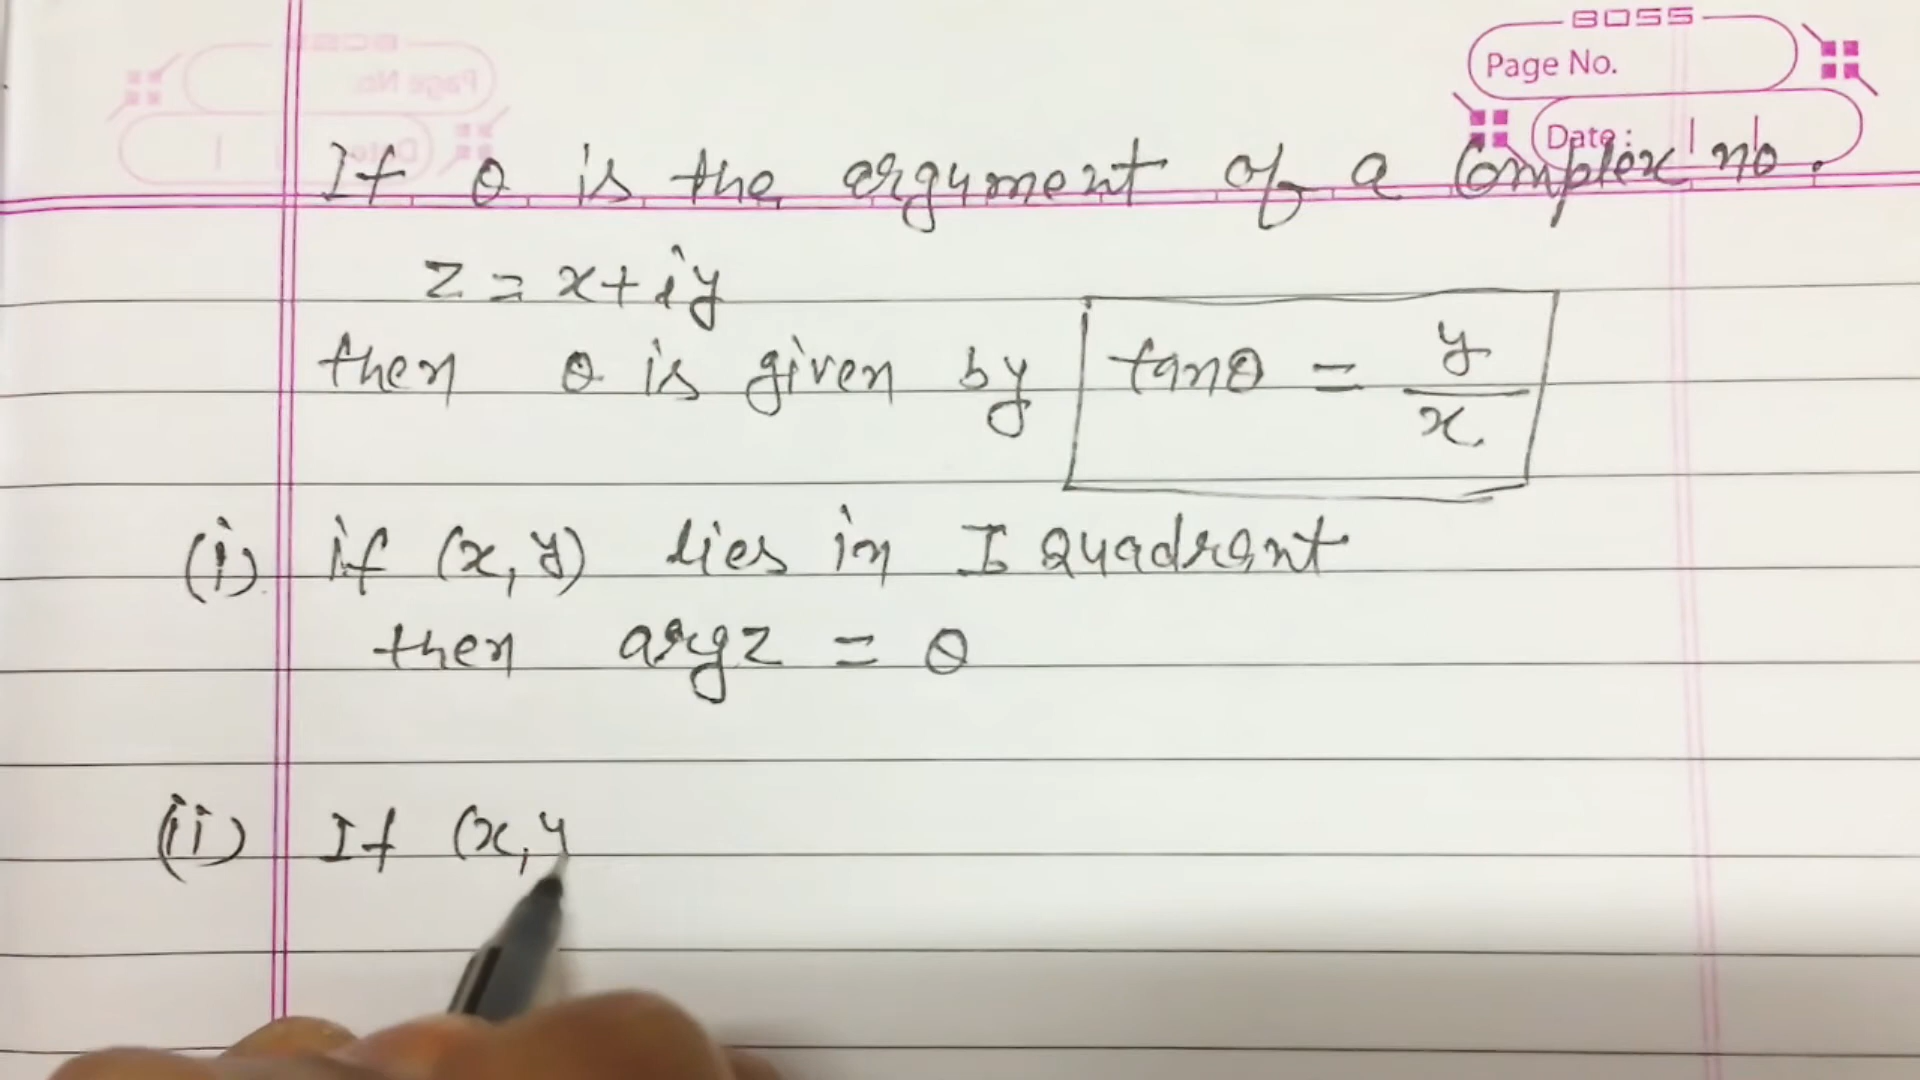 BOSS
Page No.
Date:
If θ is the argument of a complex no.
z = x+iy
then θ is given by tanθ = y/x
(i) if (x, y) lies in I Quadrant
then argz = θ
(ii) If (x, y